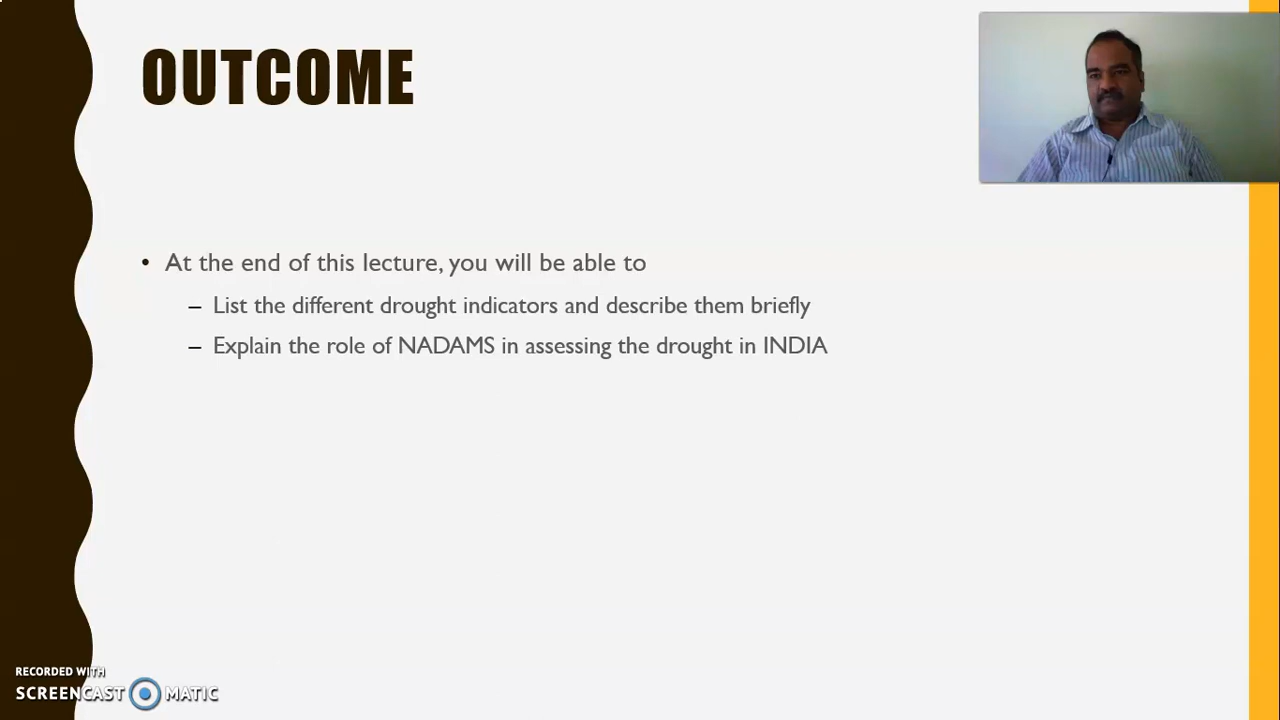 OUTCOME
• At the end of this lecture, you will be able to
– List the different drought indicators and describe them briefly
– Explain the role of NADAMS in assessing the drought in INDIA
RECORDED WITH
SCREENCAST MATIC